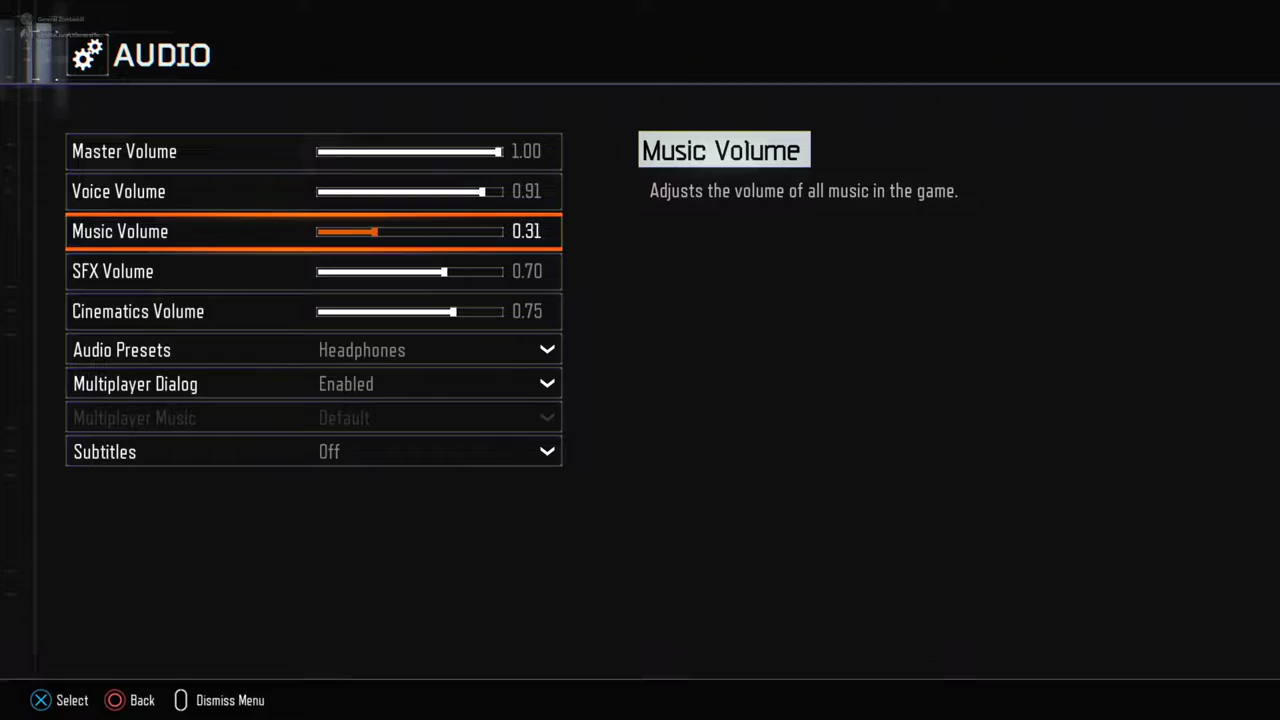 General Zombiekill
AUDIO
Master Volume 1.00
Voice Volume 0.91
Music Volume 0.31
SFX Volume 0.70
Cinematics Volume 0.75
Audio Presets Headphones
Multiplayer Dialog Enabled
Multiplayer Music Default
Subtitles Off
Music Volume
Adjusts the volume of all music in the game.
Select Back Dismiss Menu